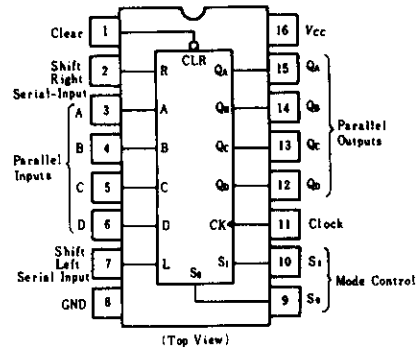 Clear 1 16 VCC
CLR
Shift Right Serial-Input 2 R QA 15 QA
A 3 A QB 14 QB
B 4 B QC 13 QC
C 5 C QD 12 QD
D 6 D CK 11 Clock
Parallel Inputs
Parallel Outputs
Shift Left Serial Input 7 L S1 10 S1
S0
GND 8 9 S0
Mode Control
(Top View)